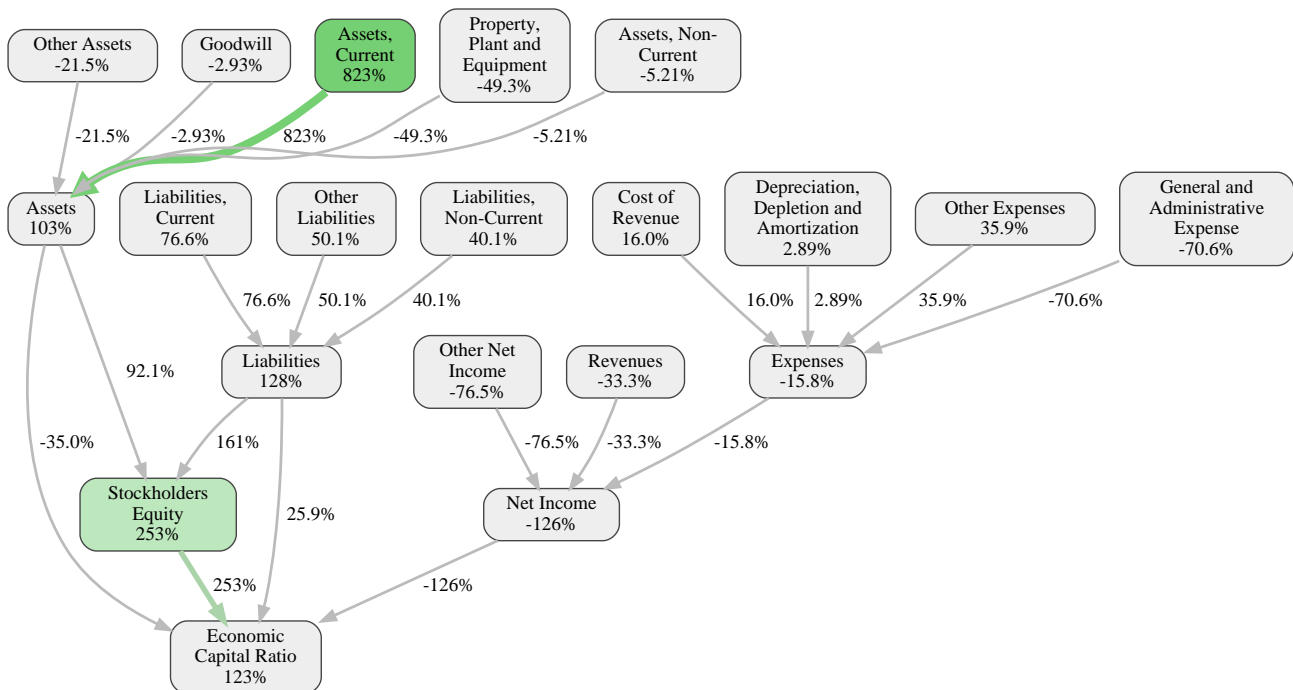 Other Assets
-21.5%
Goodwill
-2.93%
Assets,
Current
823%
Property,
Plant and
Equipment
-49.3%
Assets, Non-
Current
-5.21%
-21.5%
-2.93%
823%
-49.3%
-5.21%
Assets
103%
Liabilities,
Current
76.6%
Other
Liabilities
50.1%
Liabilities,
Non-Current
40.1%
Cost of
Revenue
16.0%
Depreciation,
Depletion and
Amortization
2.89%
Other Expenses
35.9%
General and
Administrative
Expense
-70.6%
76.6%
50.1%
40.1%
16.0%
2.89%
35.9%
-70.6%
Liabilities
128%
Other Net
Income
-76.5%
Revenues
-33.3%
Expenses
-15.8%
92.1%
-35.0%
161%
-76.5%
-33.3%
-15.8%
Stockholders
Equity
253%
25.9%
Net Income
-126%
253%
-126%
Economic
Capital Ratio
123%